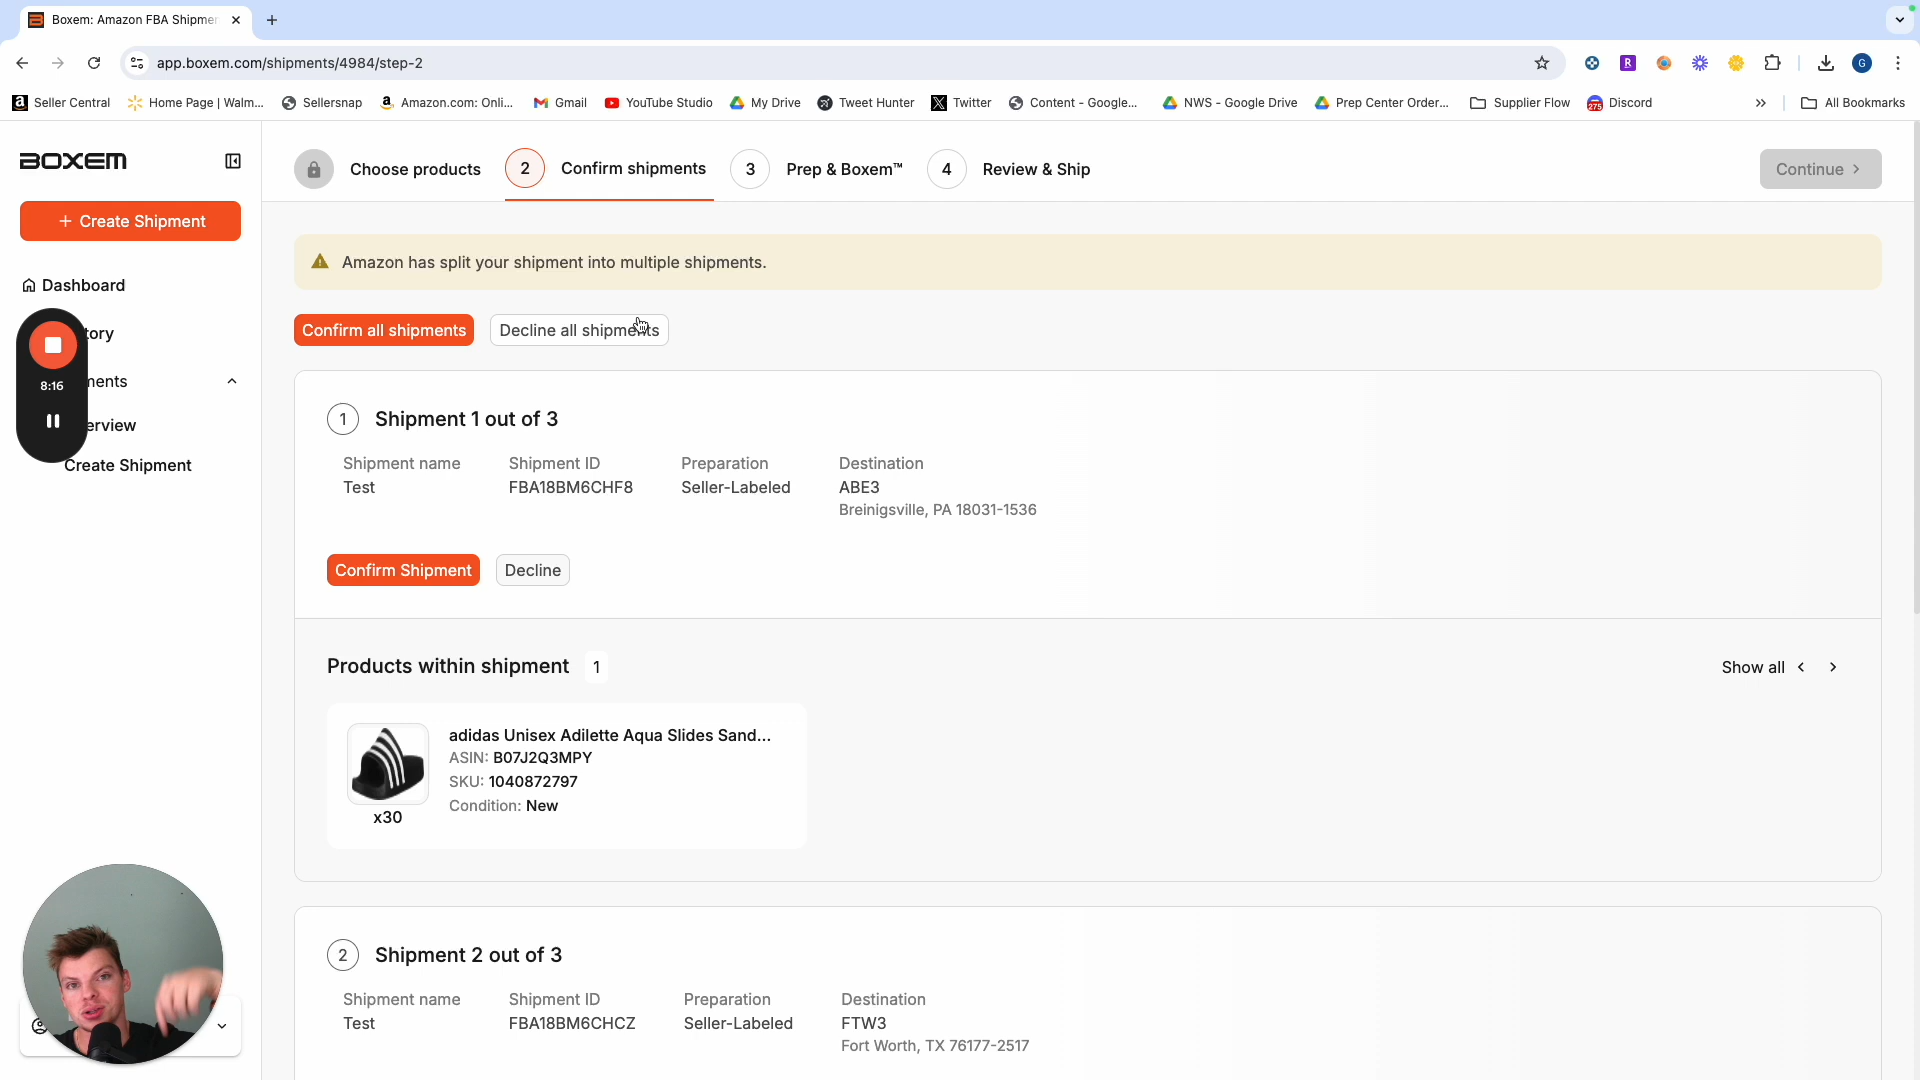 Boxem: Amazon FBA Shipmen
app.boxem.com/shipments/4984/step-2
Seller Central
Home Page | Walm...
Sellersnap
Amazon.com: Onli...
Gmail
YouTube Studio
My Drive
Tweet Hunter
Twitter
Content - Google...
NWS - Google Drive
Prep Center Order...
Supplier Flow
275
Discord
All Bookmarks
BOXEM
Choose products
2
Confirm shipments
3
Prep & Boxem™
4
Review & Ship
Continue
+ Create Shipment
Dashboard
tory
ments
erview
Create Shipment
8:16
Amazon has split your shipment into multiple shipments.
Confirm all shipments
Decline all shipments
1
Shipment 1 out of 3
Shipment name
Shipment ID
Preparation
Destination
Test
FBA18BM6CHF8
Seller-Labeled
ABE3
Breinigsville, PA 18031-1536
Confirm Shipment
Decline
Products within shipment
1
Show all
adidas Unisex Adilette Aqua Slides Sand...
ASIN: B07J2Q3MPY
SKU: 1040872797
Condition: New
x30
2
Shipment 2 out of 3
Shipment name
Shipment ID
Preparation
Destination
Test
FBA18BM6CHCZ
Seller-Labeled
FTW3
Fort Worth, TX 76177-2517